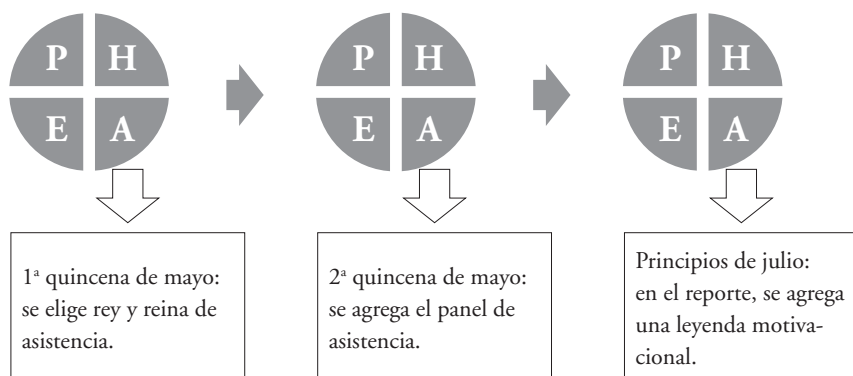 P H
E A
P H
E A
P H
E A
1ª quincena de mayo:
se elige rey y reina de
asistencia.
2ª quincena de mayo:
se agrega el panel de
asistencia.
Principios de julio:
en el reporte, se agrega
una leyenda motiva-
cional.